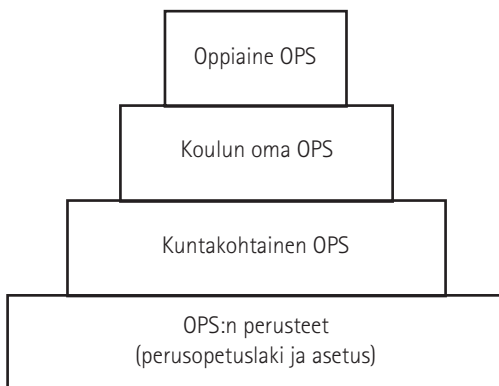 Oppiaine OPS
Koulun oma OPS
Kuntakohtainen OPS
OPS:n perusteet
(perusopetuslaki ja asetus)